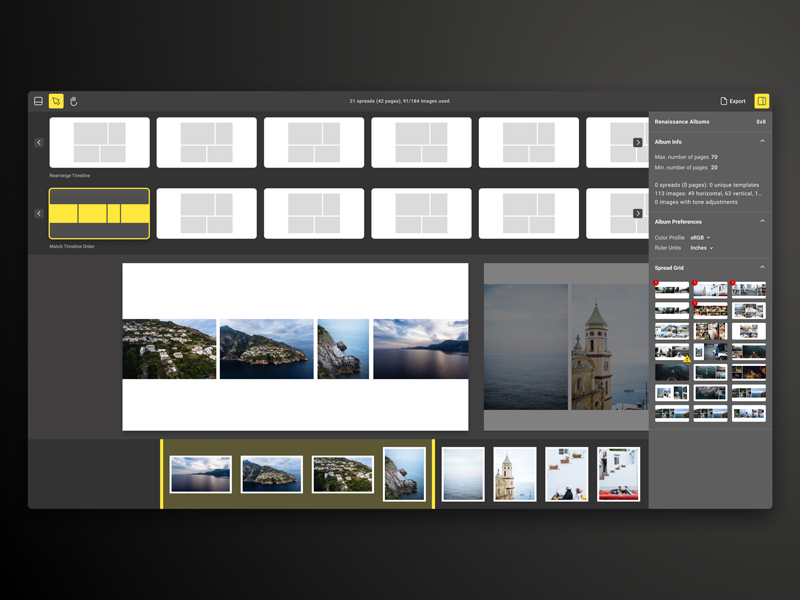 21 spreads (42 pages), 91/184 images used.
Export
Rearrange Timeline
Match Timeline Order
Renaissance Albums 8x8
Album Info
Max. number of pages 70
Min. number of pages 20
0 spreads (0 pages): 0 unique templates
113 images: 49 horizontal, 63 vertical, 1...
0 images with tone adjustments
Album Preferences
Color Profile sRGB
Ruler Units Inches
Spread Grid